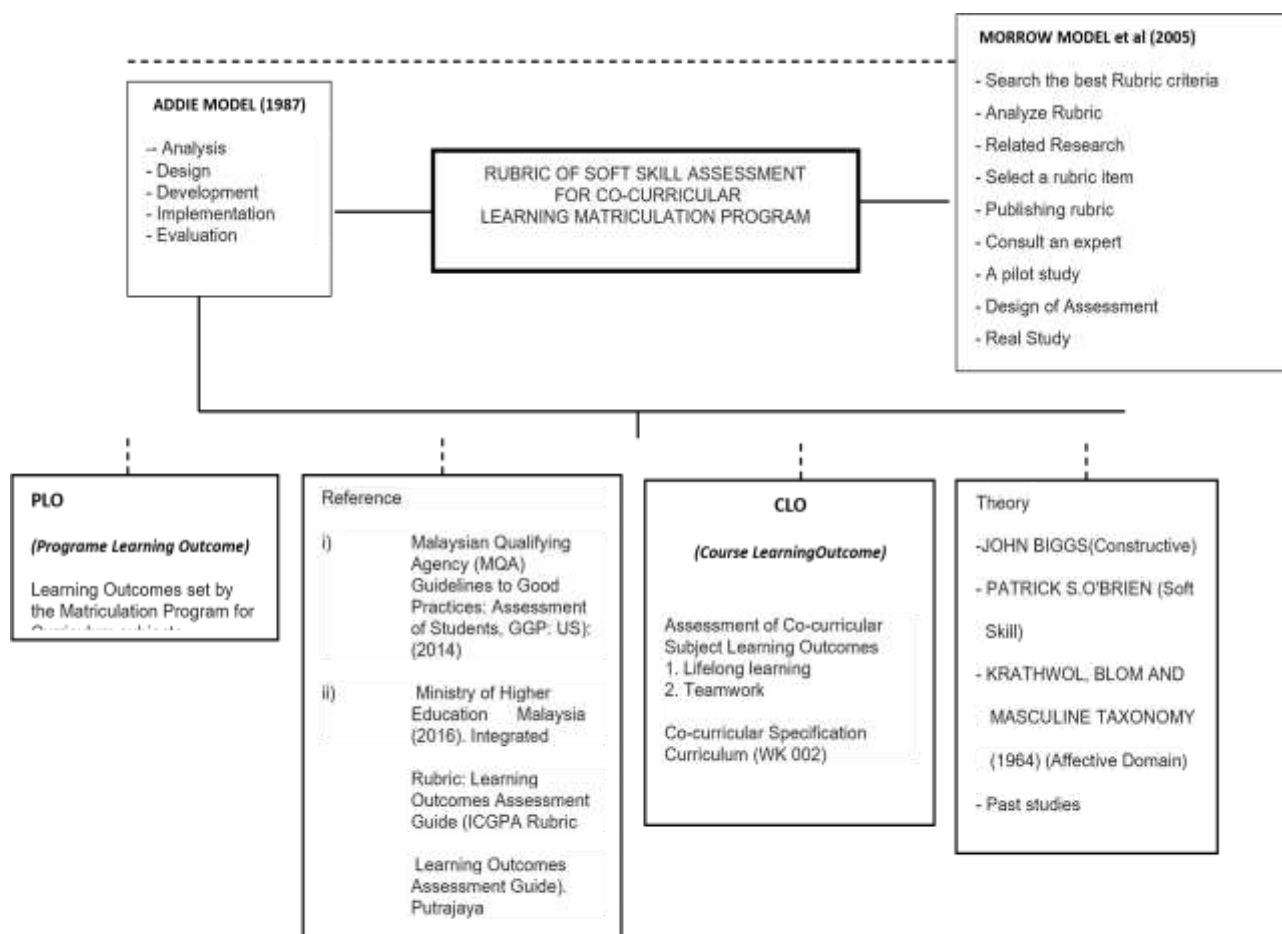 MORROW MODEL et al (2005)
- Search the best Rubric criteria
- Analyze Rubric
- Related Research
- Select a rubric item
- Publishing rubric
- Consult an expert
- A pilot study
- Design of Assessment
- Real Study
ADDIE MODEL (1987)
-- Analysis
- Design
- Development
- Implementation
- Evaluation
RUBRIC OF SOFT SKILL ASSESSMENT
FOR CO-CURRICULAR
LEARNING MATRICULATION PROGRAM
PLO
(Programe Learning Outcome)
Learning Outcomes set by
the Matriculation Program for
Reference
i) Malaysian Qualifying
Agency (MQA)
Guidelines to Good
Practices: Assessment
of Students, GGP: US):
(2014)
ii) Ministry of Higher
Education Malaysia
(2016). Integrated
Rubric: Learning
Outcomes Assessment
Guide (ICGPA Rubric
Learning Outcomes
Assessment Guide).
Putrajaya
CLO
(Course LearningOutcome)
Assessment of Co-curricular
Subject Learning Outcomes
1. Lifelong learning
2. Teamwork
Co-curricular Specification
Curriculum (WK 002)
Theory
-JOHN BIGGS(Constructive)
- PATRICK S.O'BRIEN (Soft
Skill)
- KRATHWOL, BLOM AND
MASCULINE TAXONOMY
(1964) (Affective Domain)
- Past studies